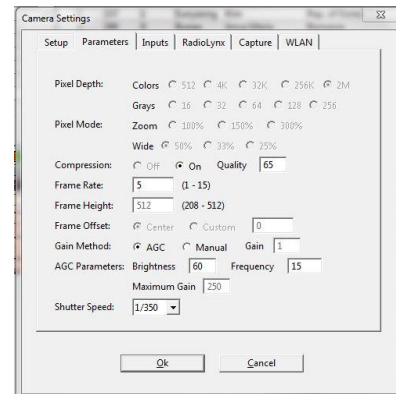 Camera Settings
Setup Parameters Inputs RadioLynx Capture WLAN
Pixel Depth: Colors 512 4K 32K 256K 2M
Grays 16 32 64 128 256
Pixel Mode: Zoom 100% 150% 300%
Wide 50% 33% 25%
Compression: Off On Quality 65
Frame Rate: 5 (1 - 15)
Frame Height: 512 (208 - 512)
Frame Offset: Center Custom 0
Gain Method: AGC Manual Gain 1
AGC Parameters: Brightness 60 Frequency 15
Maximum Gain 250
Shutter Speed: 1/350
Ok Cancel